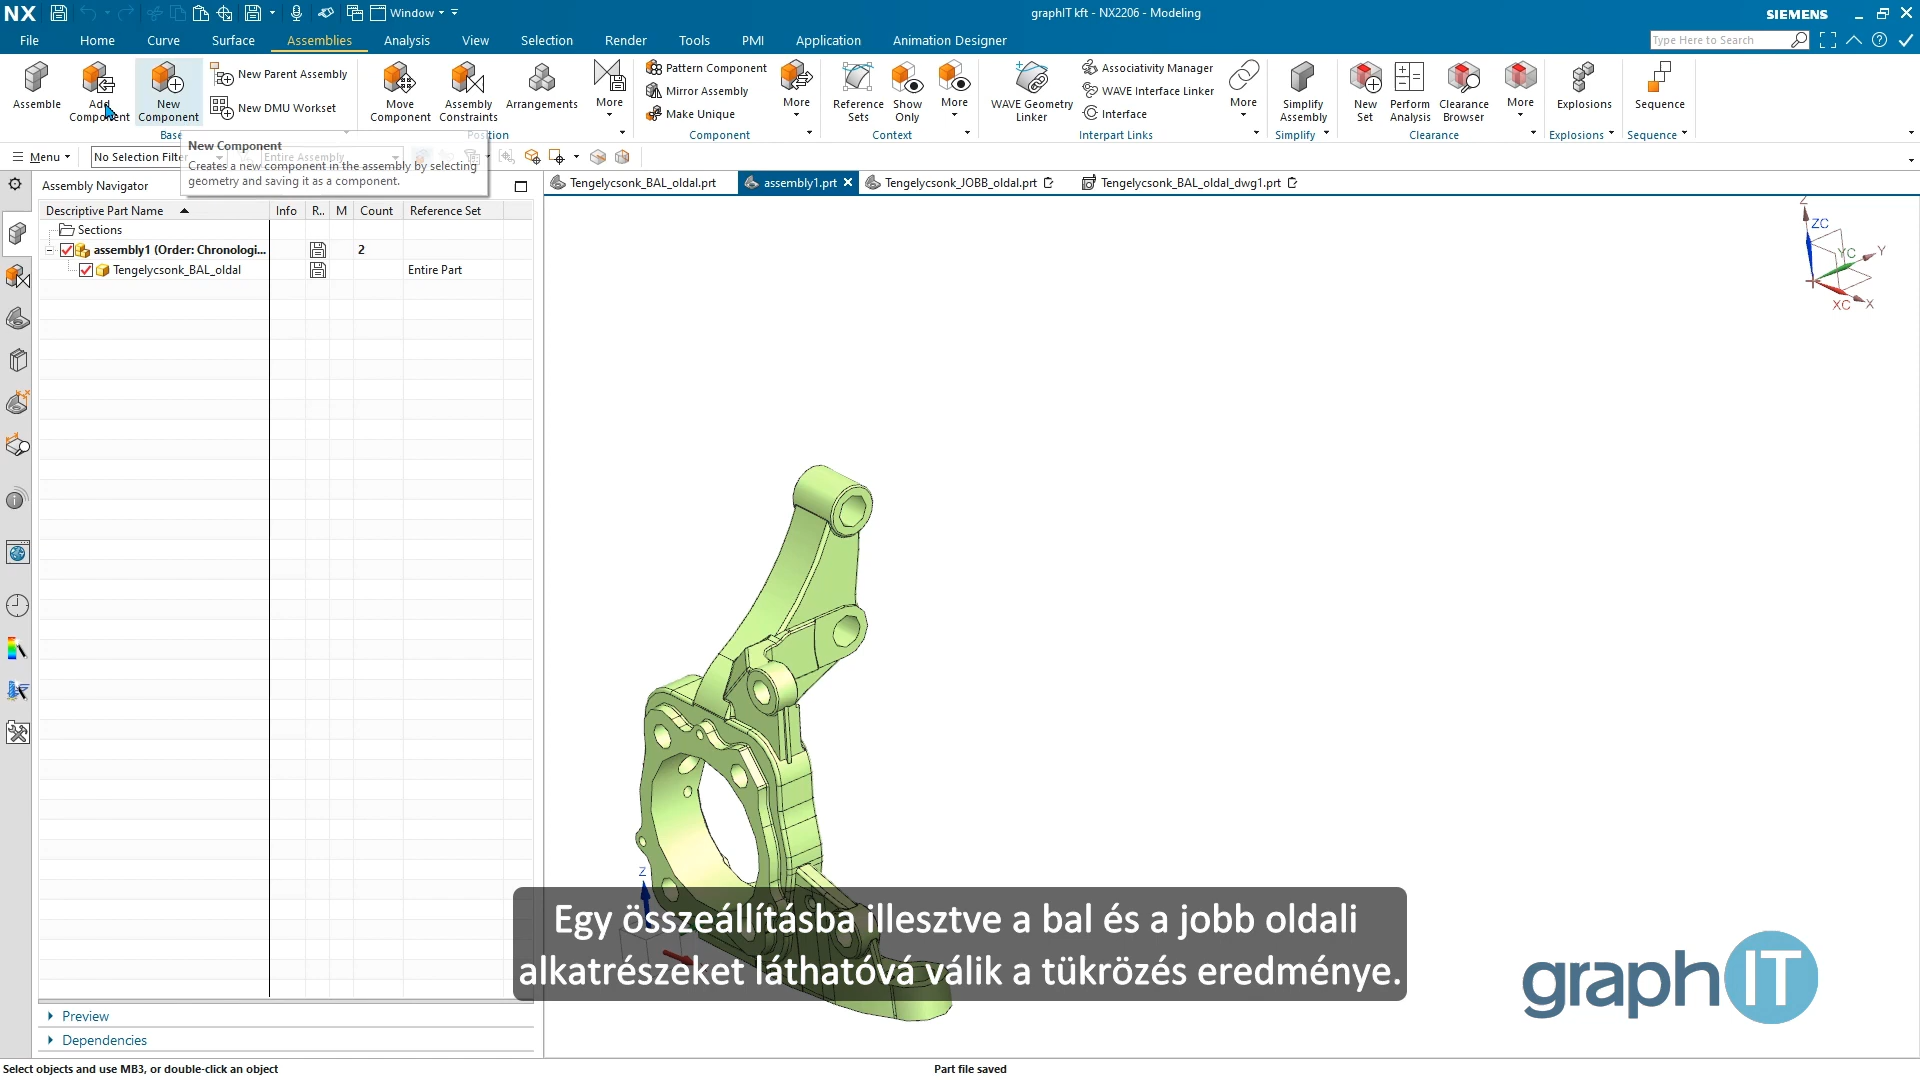 NX
Window
graphIT kft - NX2206 - Modeling
SIEMENS
File Home Curve Surface Assemblies Analysis View Selection Render Tools PMI Application Animation Designer
Type Here to Search
Assemble
Add Component
New Component
New Parent Assembly
New DMU Workset
Move Component
Assembly Constraints
Arrangements
More
Pattern Component
Mirror Assembly
Make Unique
More
Reference Sets
Show Only
More
WAVE Geometry Linker
Associativity Manager
WAVE Interface Linker
Interface
More
Simplify Assembly
New Set
Perform Analysis
Clearance Browser
More
Explosions
Sequence
Base Position Component Context Interpart Links Simplify Clearance Explosions Sequence
Menu
No Selection Filter
Entire Assembly
New Component
Creates a new component in the assembly by selecting
geometry and saving it as a component.
Assembly Navigator
Tengelycsonk_BAL_oldal.prt
assembly1.prt
Tengelycsonk_JOBB_oldal.prt
Tengelycsonk_BAL_oldal_dwg1.prt
Descriptive Part Name Info R.. M Count Reference Set
Sections
assembly1 (Order: Chronologi... 2
Tengelycsonk_BAL_oldal Entire Part
Z
ZC
YC
Y
XC
X
Z
Egy összeállításba illesztve a bal és a jobb oldali
alkatrészeket láthatóvá válik a tükrözés eredménye.
graphIT
Preview
Dependencies
Select objects and use MB3, or double-click an object
Part file saved